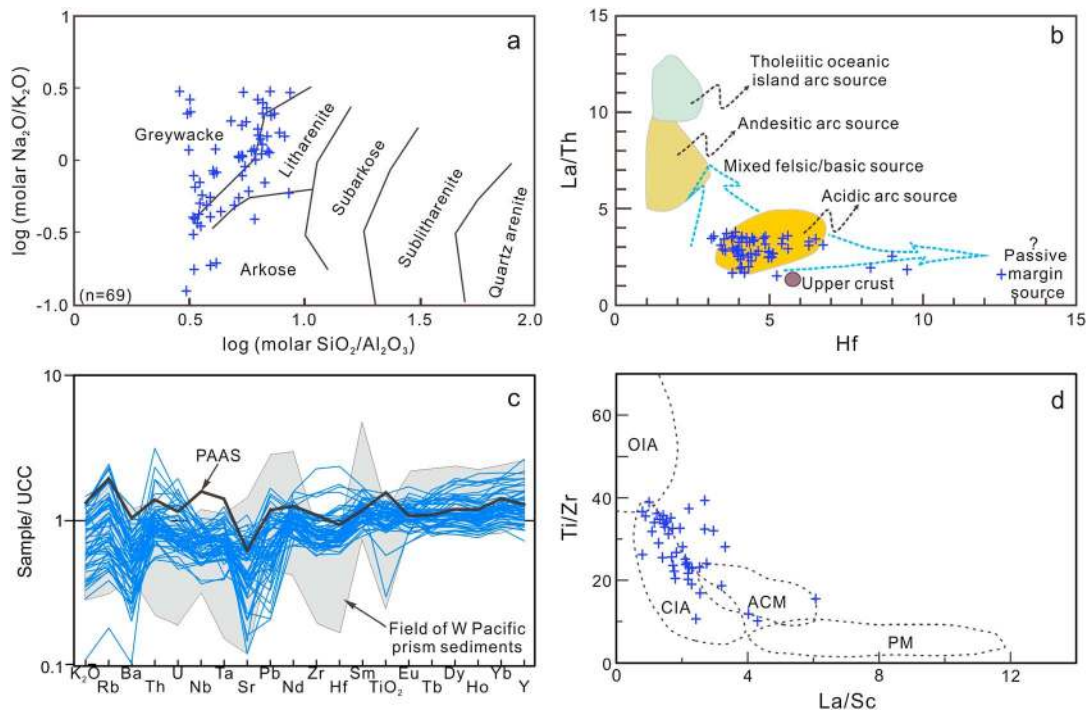 a
1
0.5
0
-0.5
-1.0
log (molar Na₂O/K₂O)
Greywacke
Litharenite
Subarkose
Sublitharenite
Quartz arenite
Arkose
(n=69)
0.5
1.0
1.5
2.0
log (molar SiO₂/Al₂O₃)
b
15
10
5
0
La/Th
Tholeiitic oceanic
island arc source
Andesitic arc source
Mixed felsic/basic source
Acidic arc source
?
Passive
margin
source
Upper crust
0
5
10
15
Hf
c
10
1
0.1
Sample/ UCC
PAAS
Field of W Pacific
prism sediments
K₂O Ba U Ta Pb Zr Sm Eu Dy Yb
Rb Th Nb Sr Nd Hf TiO₂ Tb Ho Y
d
60
40
20
0
Ti/Zr
OIA
CIA
ACM
PM
0
4
8
12
La/Sc